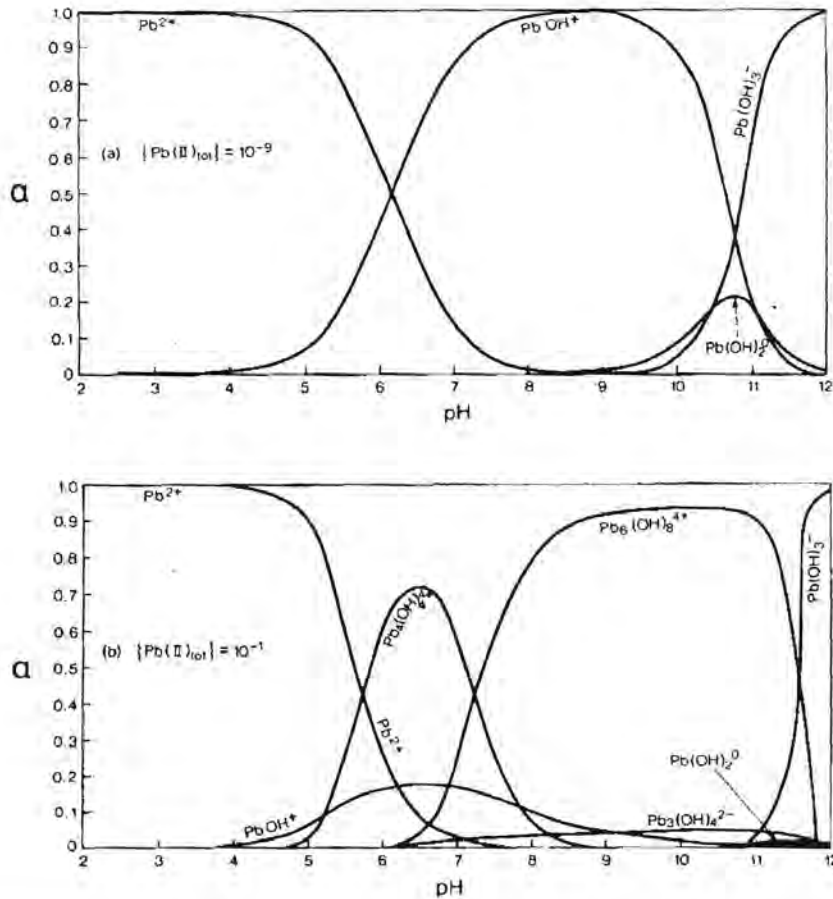 1.0
Pb²⁺
Pb OH⁺
0.9
0.8
Pb(OH)₃⁻
0.7
(a) {Pb(II)ₜₒₜ} = 10⁻⁹
0.6
α
0.5
0.4
0.3
0.2
0.1
Pb(OH)₂⁰
0
2 3 4 5 6 7 8 9 10 11 12
pH
1.0
Pb²⁺
0.9
Pb₆(OH)₈⁴⁺
Pb(OH)₃⁻
0.8
0.7
0.6
(b) {Pb(II)ₜₒₜ} = 10⁻¹
0.5
α
0.4
0.3
Pb²⁺
Pb(OH)₂⁰
0.2
0.1
Pb OH⁺
Pb₃(OH)₄²⁻
0
2 3 4 5 6 7 8 9 10 11 12
pH